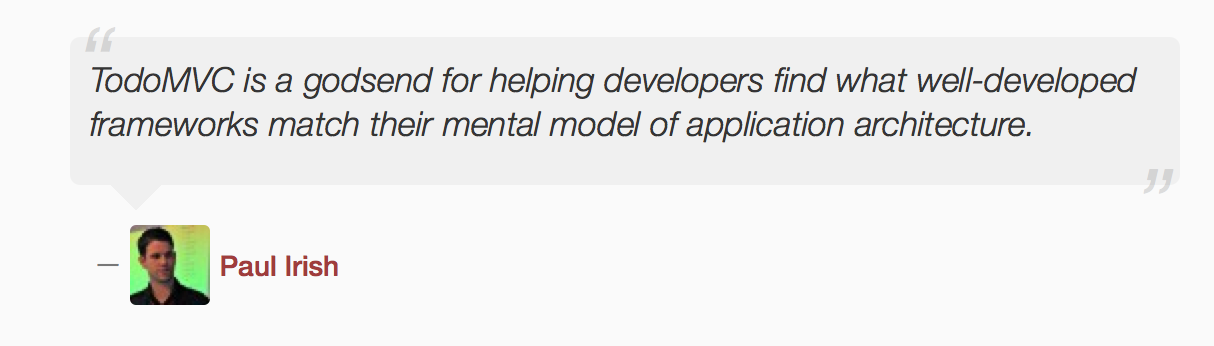 “
TodoMVC is a godsend for helping developers find what well-developed
frameworks match their mental model of application architecture.
”
— Paul Irish